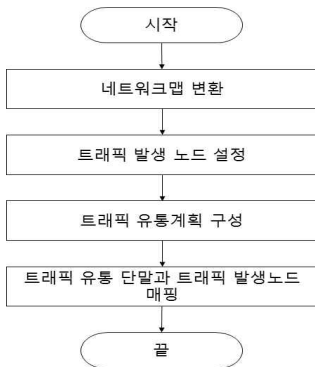 시작
네트워크맵 변환
트래픽 발생 노드 설정
트래픽 유통계획 구성
트래픽 유통 단말과 트래픽 발생노드
매핑
끝